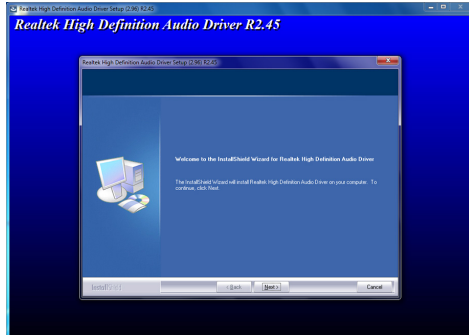 Realtek High Definition Audio Driver Setup (2.96) R2.45
Realtek High Definition Audio Driver R2.45
Realtek High Definition Audio Driver Setup (2.96) R2.45
Welcome to the InstallShield Wizard for Realtek High Definition Audio Driver
The InstallShield Wizard will install Realtek High Definition Audio Driver on your computer. To
continue, click Next
InstallShield
< Back
Next >
Cancel